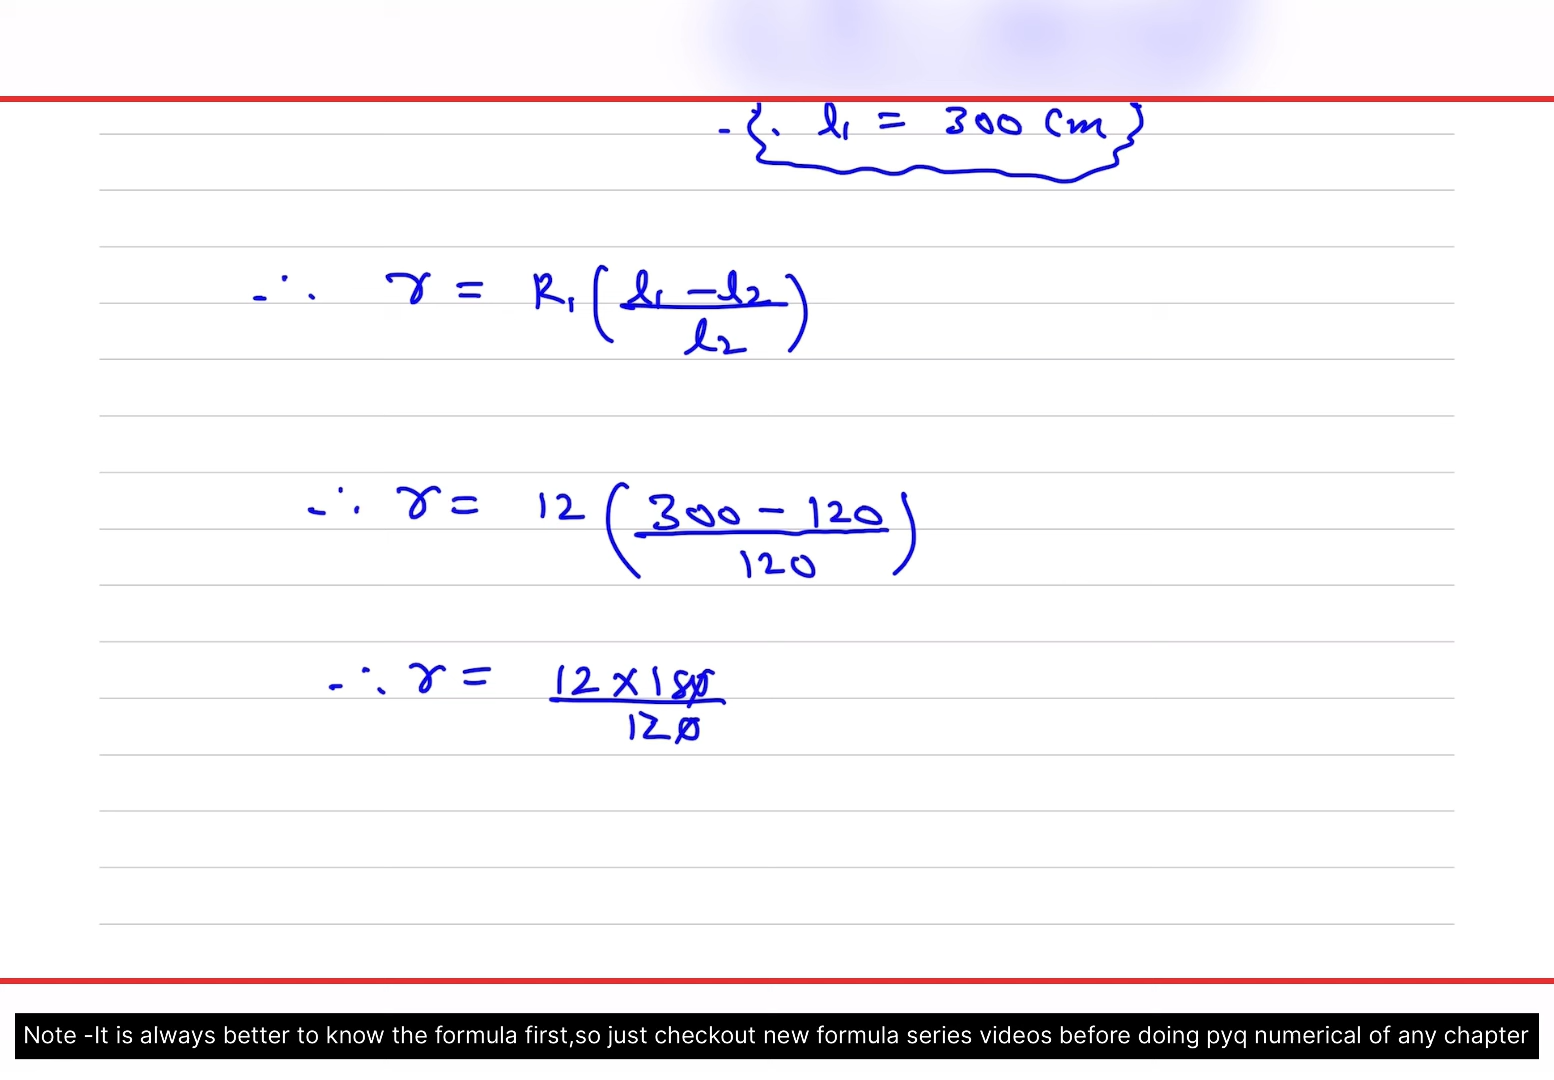 -{. l₁ = 300 cm}
∴ r = R₁ ( l₁ - l₂ / l₂ )
∴ r = 12 ( 300 - 120 / 120 )
∴ r = 12 × 180 / 120
Note -It is always better to know the formula first,so just checkout new formula series videos before doing pyq numerical of any chapter